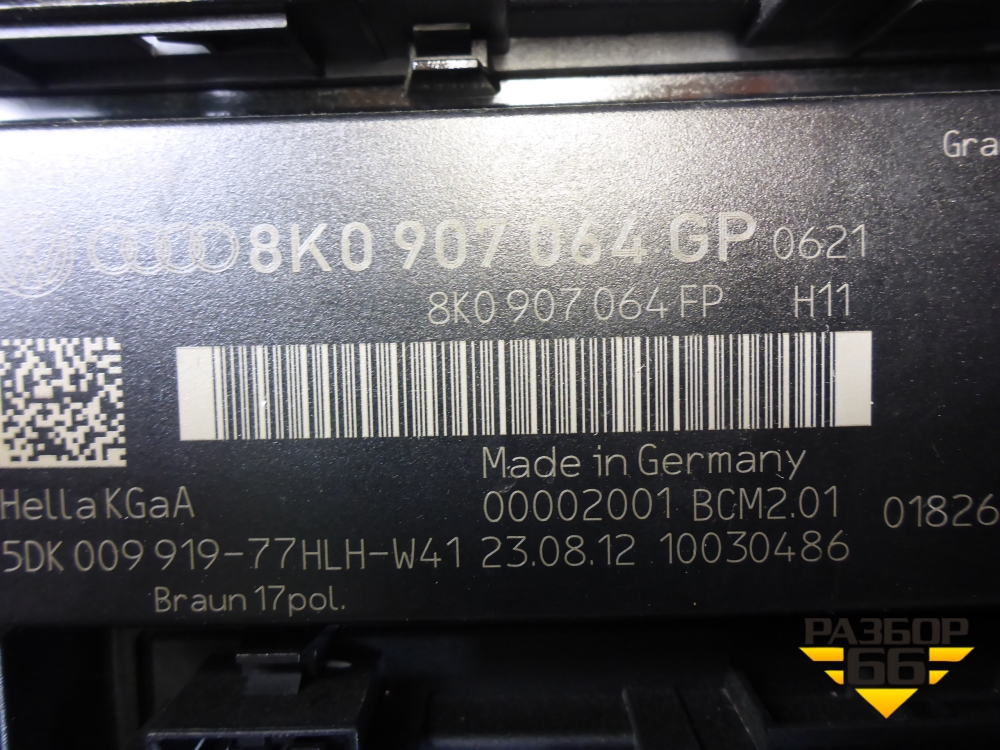 Gra
8K0 907 064 GP 0621
8K0 907 064 FP H11
Made in Germany
Hella KGaA 00002001 BCM2.01 01826
5DK 009 919-77HLH-W41 23.08.12 10030486
Braun 17pol.
РАЗБОР
66